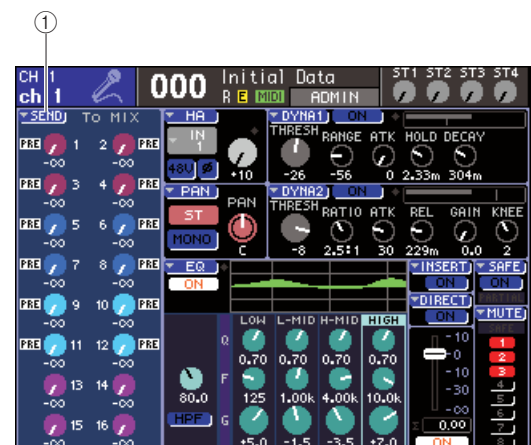 1
CH 1
ch 1
000
Initial Data
R E MIDI ADMIN
ST1 ST2 ST3 ST4
SEND To MIX
PRE 1 2 PRE
-∞ -∞
PRE 3 4 PRE
-∞ -∞
PRE 5 6 PRE
-∞ -∞
PRE 7 8 PRE
-∞ -∞
PRE 9 10 PRE
-∞ -∞
PRE 11 12 PRE
-∞ -∞
13 14
-∞ -∞
15 16
-∞ -∞
HA
IN
1
48V ø
+10
DYNA1 ON
THRESH RANGE ATK HOLD DECAY
-26 -56 0 2.33m 304m
PAN
ST
MONO
PAN
C
DYNA2 ON
THRESH RATIO ATK REL GAIN KNEE
-8 2.5:1 30 229m 0.0 2
EQ
ON
LOW L-MID H-MID HIGH
Q
0.70 0.70 0.70 0.70
F
80.0
125 1.00k 4.00k 10.0k
HPF
G
+5.0 -1.5 -3.5 +7.0
INSERT
ON
DIRECT
ON
10
0
-10
-30
-∞
Σ 0.00
ON
SAFE
ON
PARTIAL
MUTE
SAFE
1
2
3
4
5
6
7
8